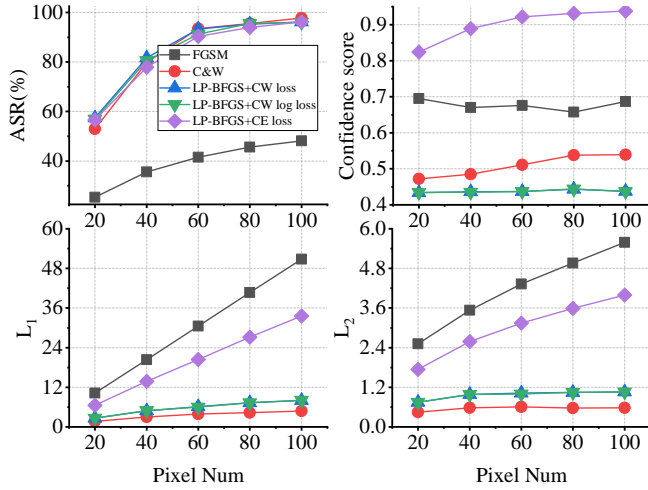 100
80
60
40
ASR(%)
FGSM
C&W
LP-BFGS+CW loss
LP-BFGS+CW log loss
LP-BFGS+CE loss
20 40 60 80 100
0.9
0.8
0.7
0.6
0.5
0.4
Confidence score
20 40 60 80 100
60
48
36
24
12
0
L1
20 40 60 80 100
Pixel Num
6.0
4.8
3.6
2.4
1.2
0.0
L2
20 40 60 80 100
Pixel Num